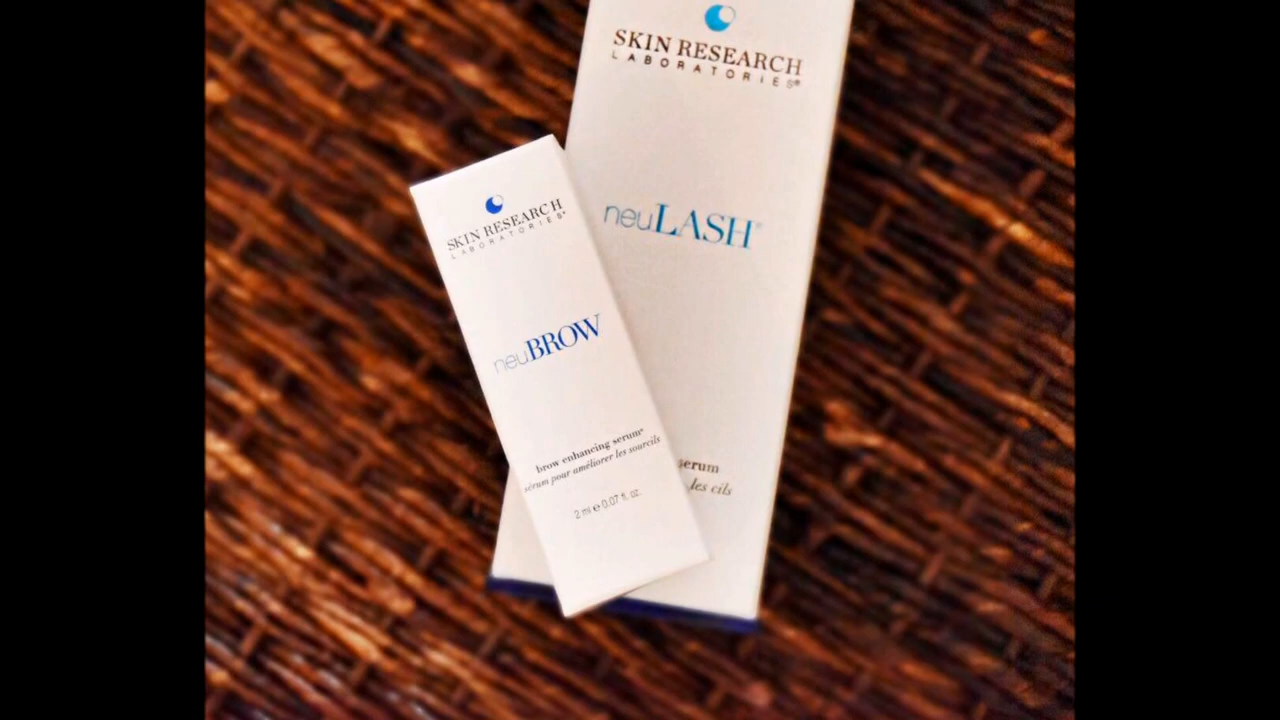 SKIN RESEARCH
LABORATORIES®
neuLASH®
serum
les cils
SKIN RESEARCH
LABORATORIES®
neuBROW
brow enhancing serum*
sérum pour améliorer les sourcils
2 ml e 0.07 fl. oz.